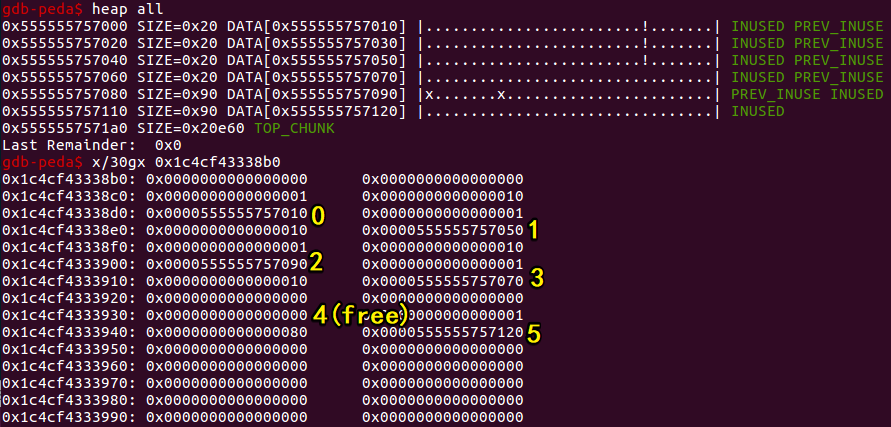 gdb-peda$ heap all
0x555555757000 SIZE=0x20 DATA[0x555555757010] |.........................!.......| INUSED PREV_INUSE
0x555555757020 SIZE=0x20 DATA[0x555555757030] |.........................!.......| INUSED PREV_INUSE
0x555555757040 SIZE=0x20 DATA[0x555555757050] |.........................!.......| INUSED PREV_INUSE
0x555555757060 SIZE=0x20 DATA[0x555555757070] |................................| INUSED PREV_INUSE
0x555555757080 SIZE=0x90 DATA[0x555555757090] |x.......x.......................| PREV_INUSE INUSED
0x555555757110 SIZE=0x90 DATA[0x555555757120] |................................| INUSED
0x5555557571a0 SIZE=0x20e60 TOP_CHUNK
Last Remainder:  0x0
gdb-peda$ x/30gx 0x1c4cf43338b0
0x1c4cf43338b0: 0x0000000000000000 0x0000000000000000
0x1c4cf43338c0: 0x0000000000000001 0x0000000000000010
0x1c4cf43338d0: 0x0000555555757010 0 0x0000000000000001
0x1c4cf43338e0: 0x0000000000000010 0x0000555555757050 1
0x1c4cf43338f0: 0x0000000000000001 0x0000000000000010
0x1c4cf4333900: 0x0000555555757090 2 0x0000000000000001
0x1c4cf4333910: 0x0000000000000010 0x0000555555757070 3
0x1c4cf4333920: 0x0000000000000000 0x0000000000000000
0x1c4cf4333930: 0x0000000000000000 4(free) 0x0000000000000001
0x1c4cf4333940: 0x0000000000000080 0x0000555555757120 5
0x1c4cf4333950: 0x0000000000000000 0x0000000000000000
0x1c4cf4333960: 0x0000000000000000 0x0000000000000000
0x1c4cf4333970: 0x0000000000000000 0x0000000000000000
0x1c4cf4333980: 0x0000000000000000 0x0000000000000000
0x1c4cf4333990: 0x0000000000000000 0x0000000000000000